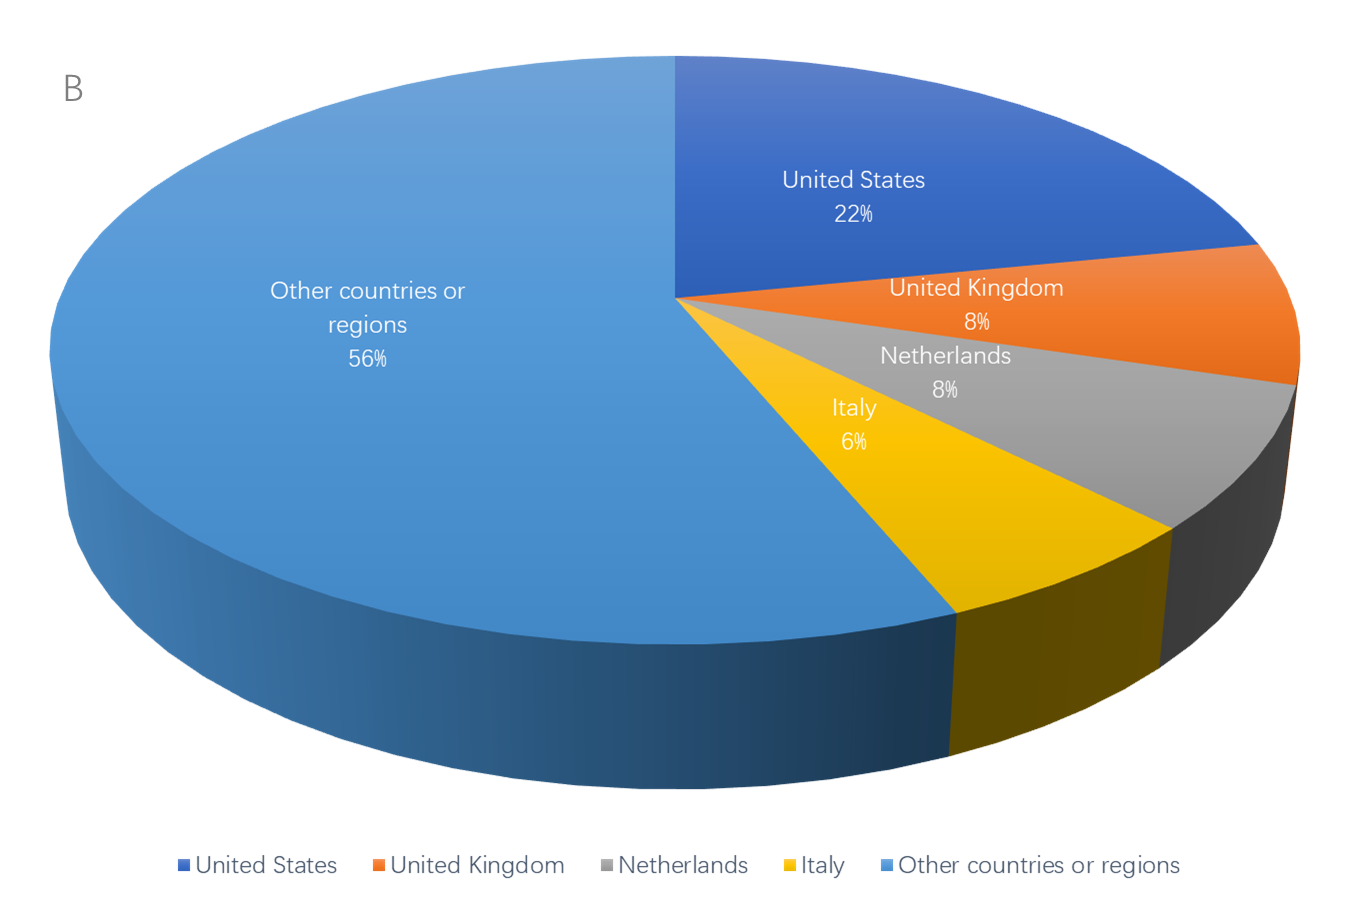 B
United States
22%
United Kingdom
8%
Netherlands
8%
Italy
6%
Other countries or
regions
56%
United States United Kingdom Netherlands Italy Other countries or regions